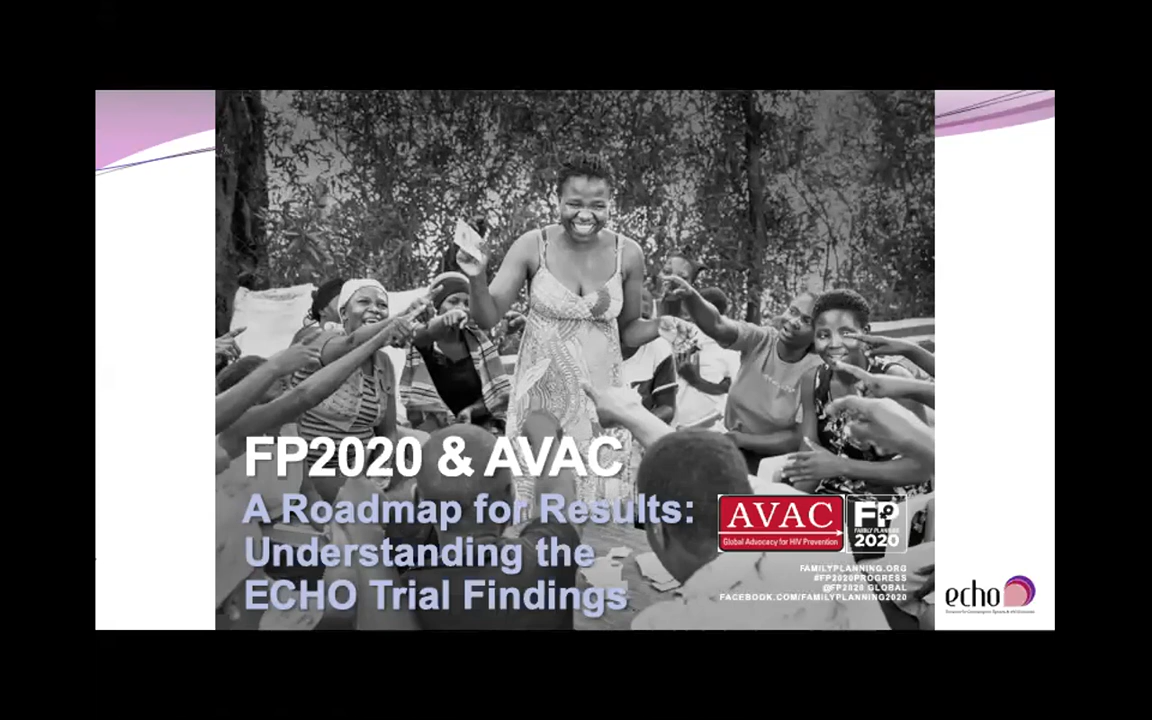 FP2020 & AVAC
A Roadmap for Results:
Understanding the
ECHO Trial Findings
AVAC
Global Advocacy for HIV Prevention
FP
FAMILY PLANNING
2020
FAMILYPLANNING.ORG
#FP2020PROGRESS
@FP2020 GLOBAL
FACEBOOK.COM/FAMILYPLANNING2020
echo